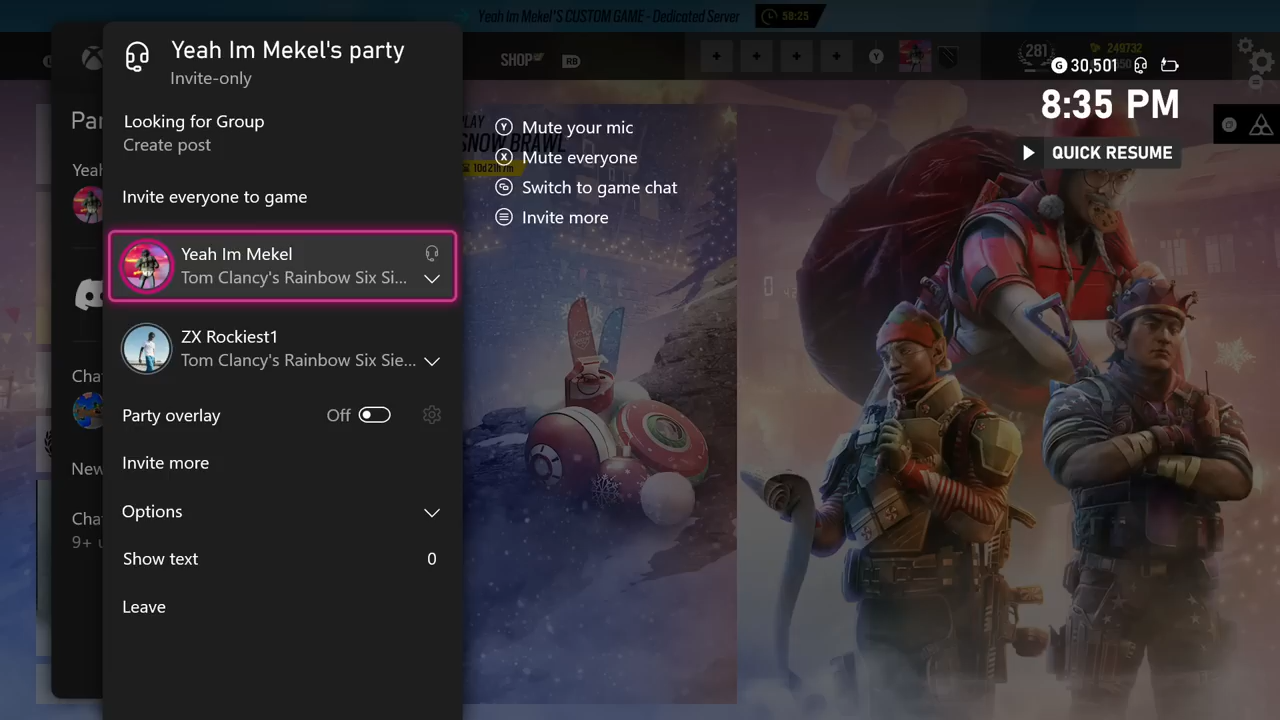 Yeah Im Mekel'S CUSTOM GAME - Dedicated Server
58:25
Yeah Im Mekel's party
Invite-only
Looking for Group
Create post
Invite everyone to game
Yeah Im Mekel
Tom Clancy's Rainbow Six Si...
ZX Rockiest1
Tom Clancy's Rainbow Six Sie...
Party overlay
Off
Invite more
Options
Show text
0
Leave
Par
Yeah
Cha
New
Cha
9+ u
SHOP
RB
Y
281
249732
G 30,501
8:35 PM
QUICK RESUME
Y Mute your mic
X Mute everyone
Switch to game chat
Invite more
PLAY
SNOW BRAWL
10d21h